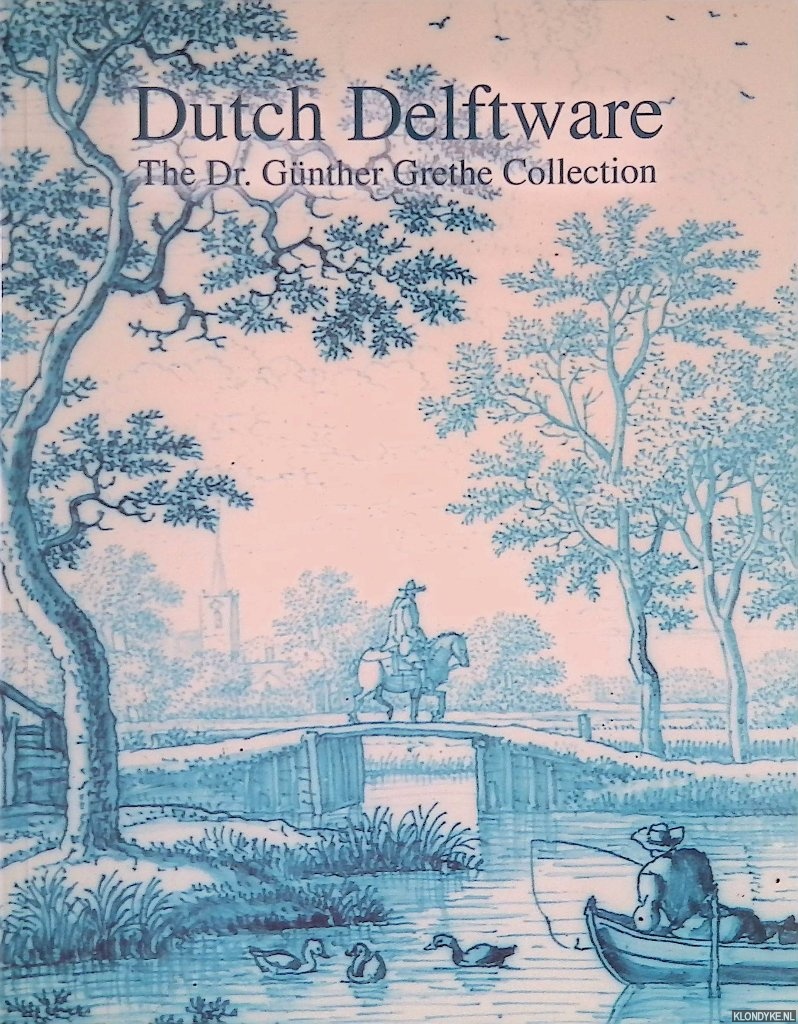 Dutch Delftware
The Dr. Günther Grethe Collection
KLONDYKE.NL